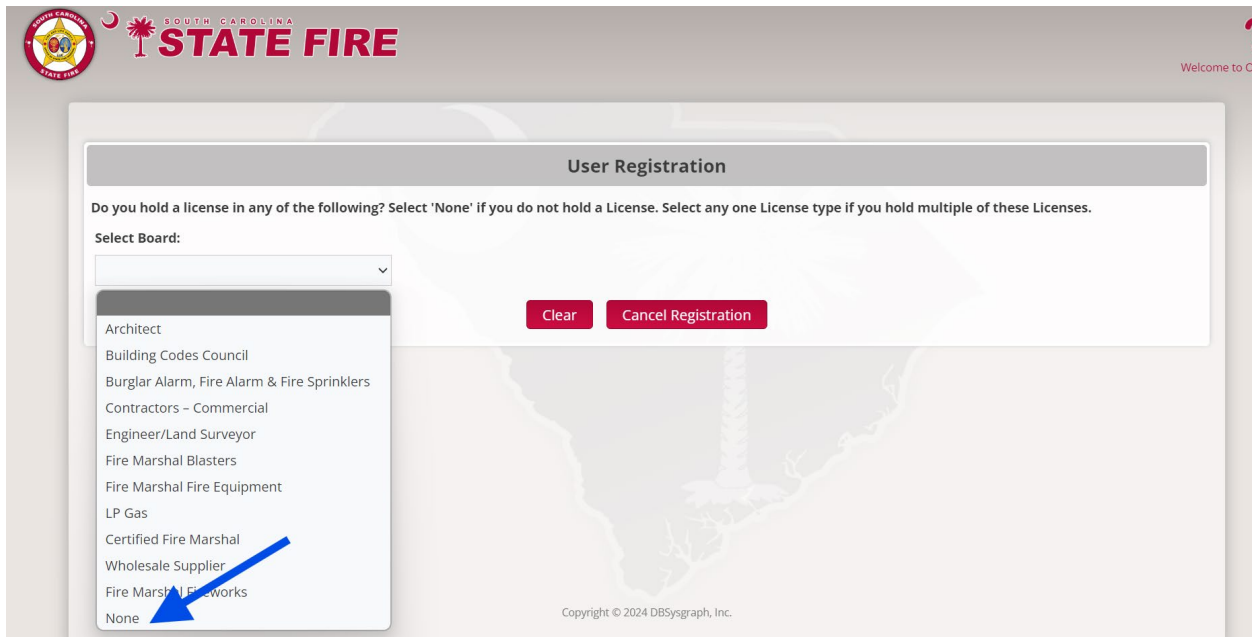 SOUTH CAROLINA
STATE FIRE
SOUTH CAROLINA
STATE FIRE
Welcome to
User Registration
Do you hold a license in any of the following? Select 'None' if you do not hold a License. Select any one License type if you hold multiple of these Licenses.
Select Board:
Clear
Cancel Registration
Architect
Building Codes Council
Burglar Alarm, Fire Alarm & Fire Sprinklers
Contractors – Commercial
Engineer/Land Surveyor
Fire Marshal Blasters
Fire Marshal Fire Equipment
LP Gas
Certified Fire Marshal
Wholesale Supplier
Fire Marshal Fireworks
None
Copyright © 2024 DBSysgraph, Inc.